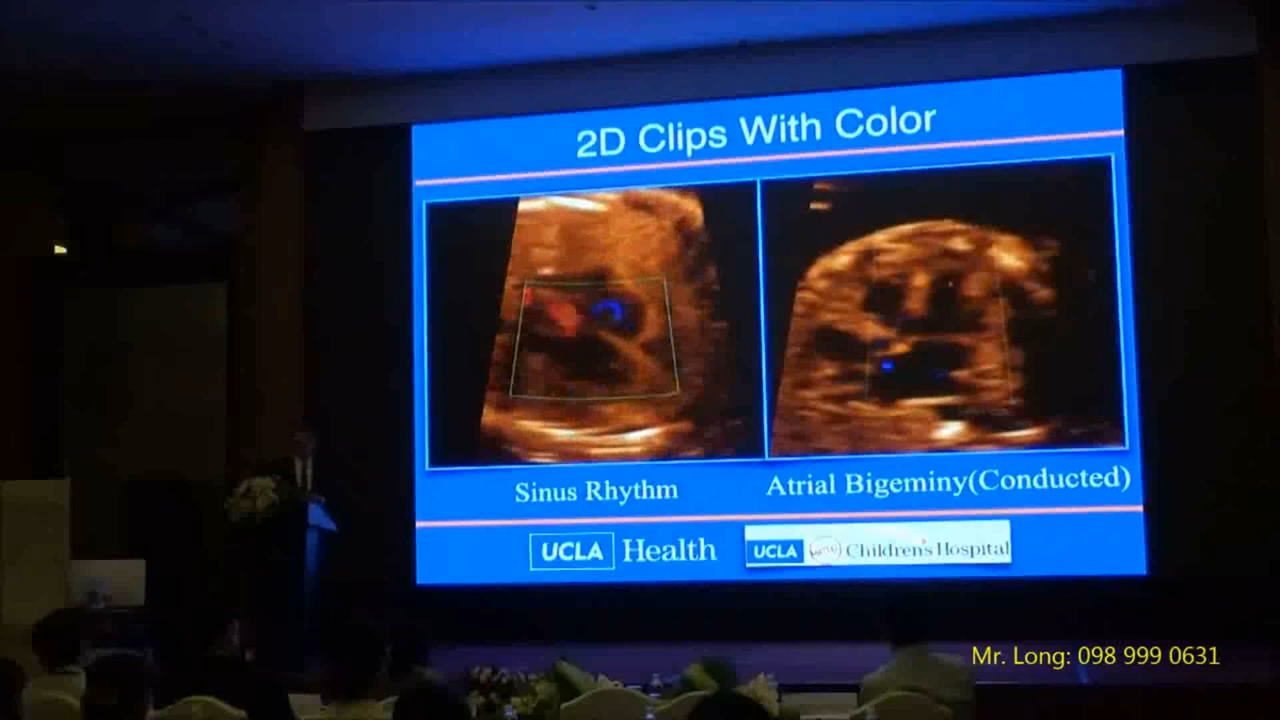 2D Clips With Color
Sinus Rhythm
Atrial Bigeminy(Conducted)
UCLA Health
UCLA Children's Hospital
Mr. Long: 098 999 0631